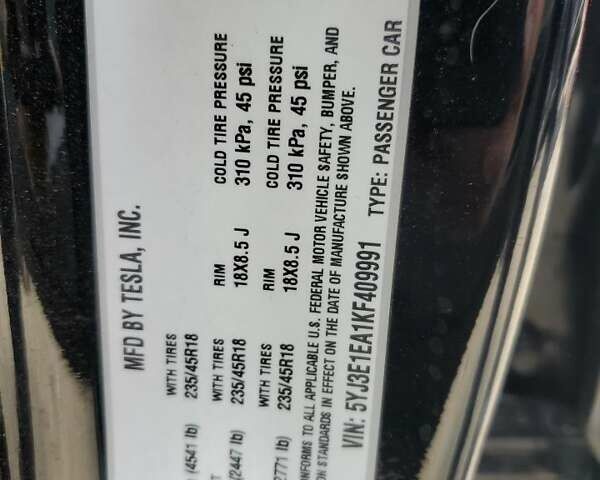 MFD BY TESLA, INC.
(4541 lb) WITH TIRES RIM COLD TIRE PRESSURE
235/45R18 18X8.5 J 310 kPa, 45 psi
(2447 lb) WITH TIRES RIM COLD TIRE PRESSURE
235/45R18 18X8.5 J 310 kPa, 45 psi
2771 lb) 235/45R18
TO ALL APPLICABLE U.S. FEDERAL MOTOR VEHICLE SAFETY, BUMPER, AND
STANDARDS IN EFFECT ON THE DATE OF MANUFACTURE SHOWN ABOVE.
VIN: 5YJ3E1EA1KF409991 TYPE: PASSENGER CAR